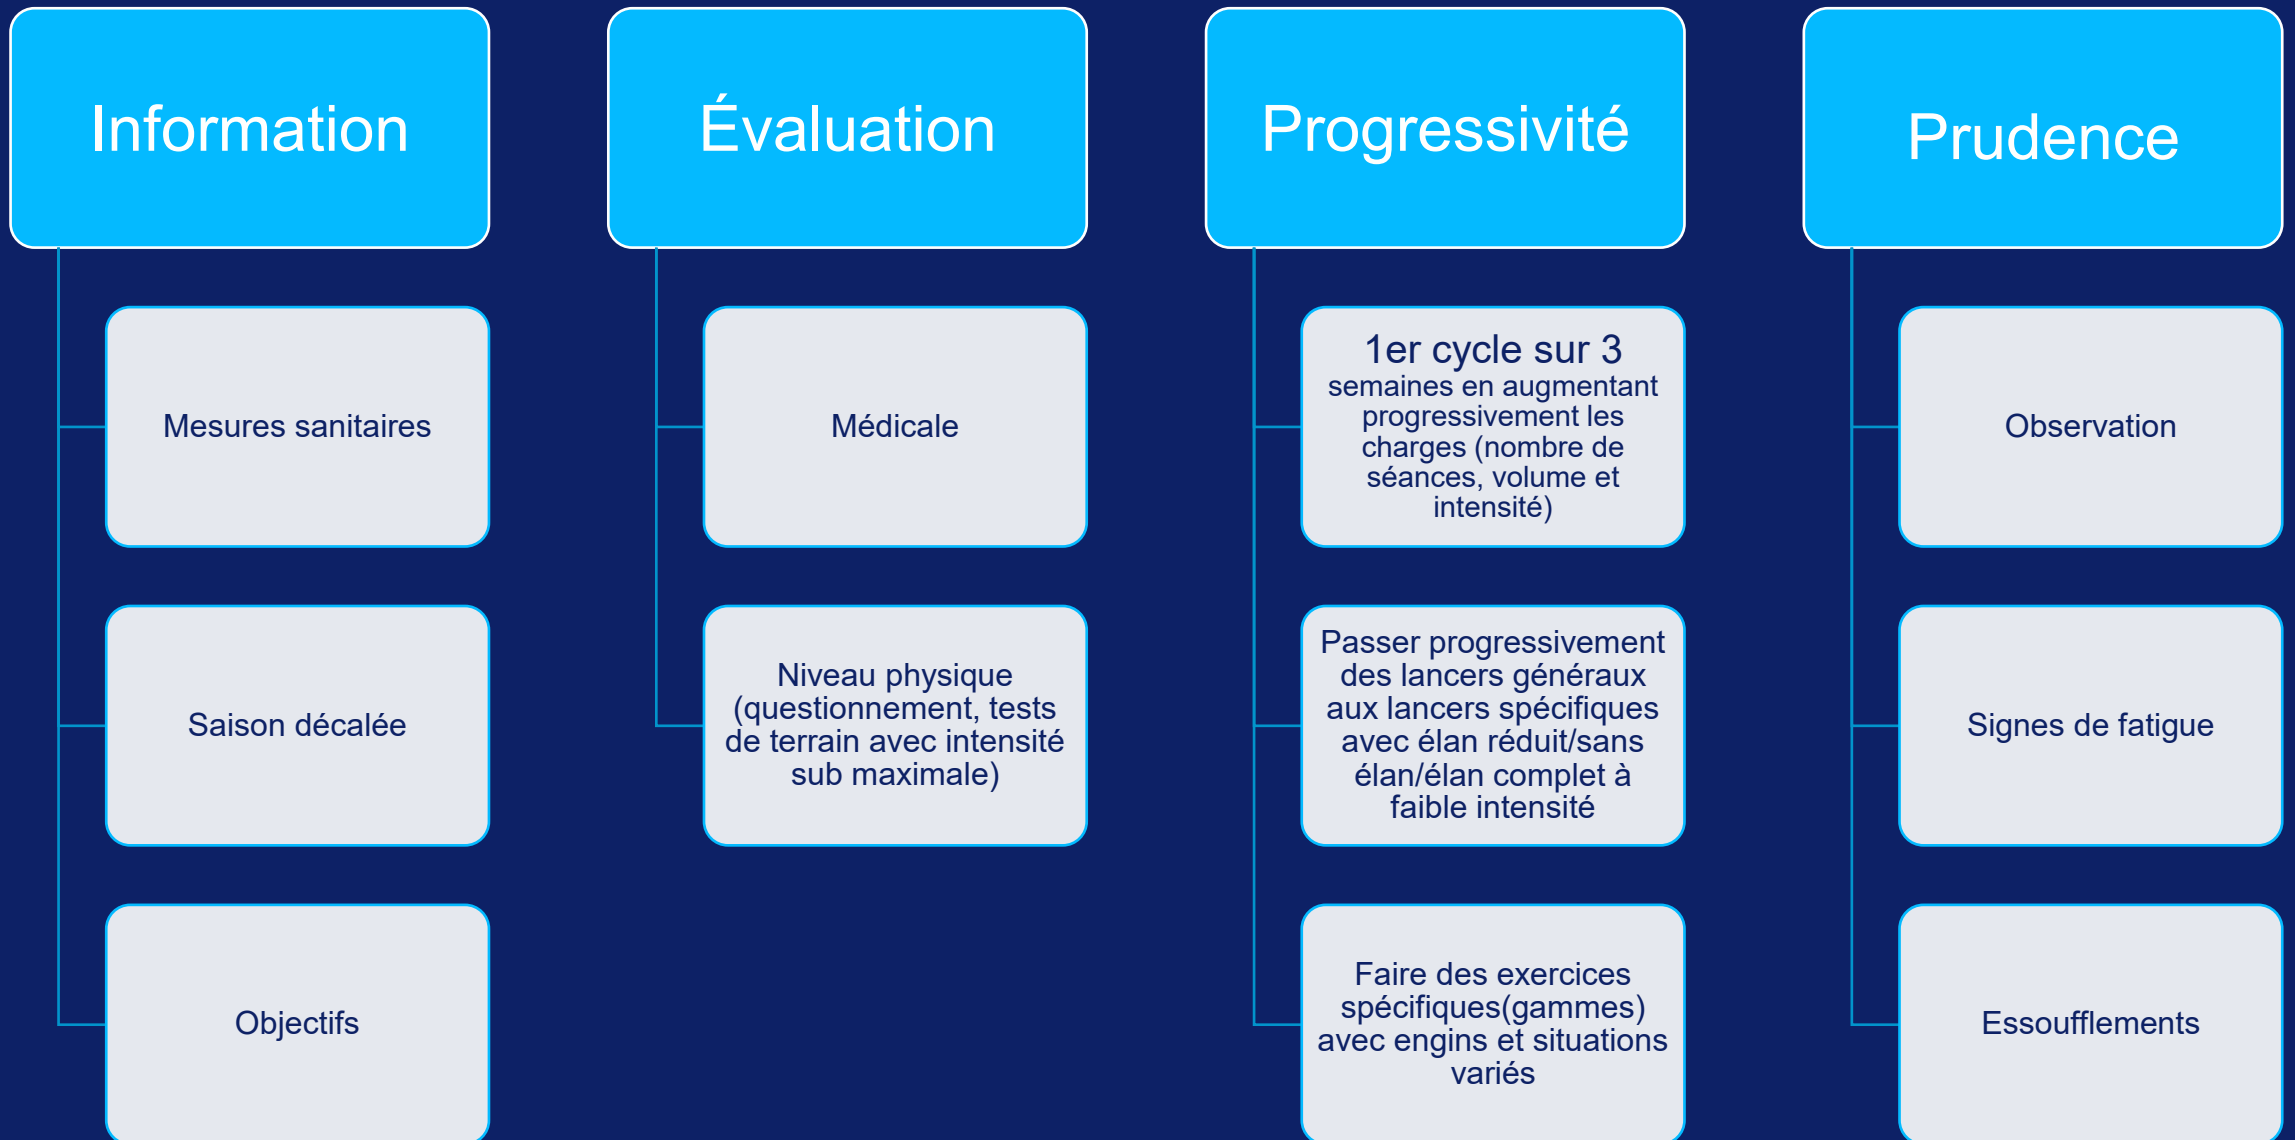 Information
Mesures sanitaires
Saison décalée
Objectifs
Évaluation
Médicale
Niveau physique
(questionnement, tests
de terrain avec intensité
sub maximale)
Progressivité
1er cycle sur 3
semaines en augmentant
progressivement les
charges (nombre de
séances, volume et
intensité)
Passer progressivement
des lancers généraux
aux lancers spécifiques
avec élan réduit/sans
élan/élan complet à
faible intensité
Faire des exercices
spécifiques(gammes)
avec engins et situations
variés
Prudence
Observation
Signes de fatigue
Essoufflements